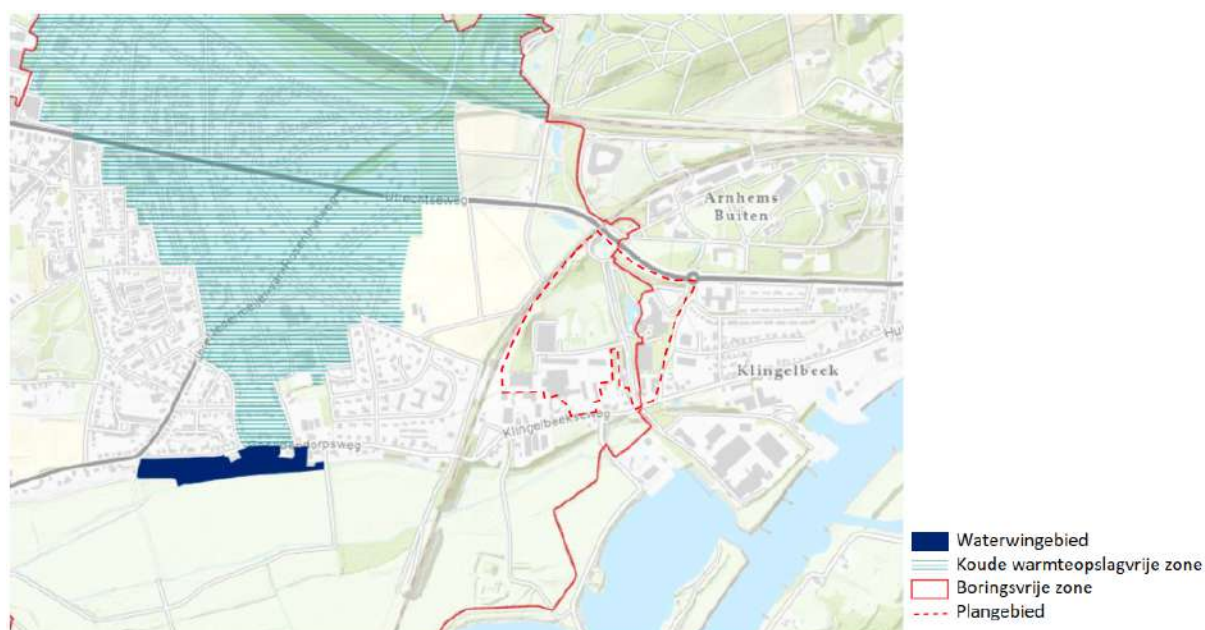 Utrechtseweg
Arnhems
Buiten
Klingelbeek
Klingelbeekseweg
Waterwingebied
Koude warmteopslagvrije zone
Boringsvrije zone
Plangebied